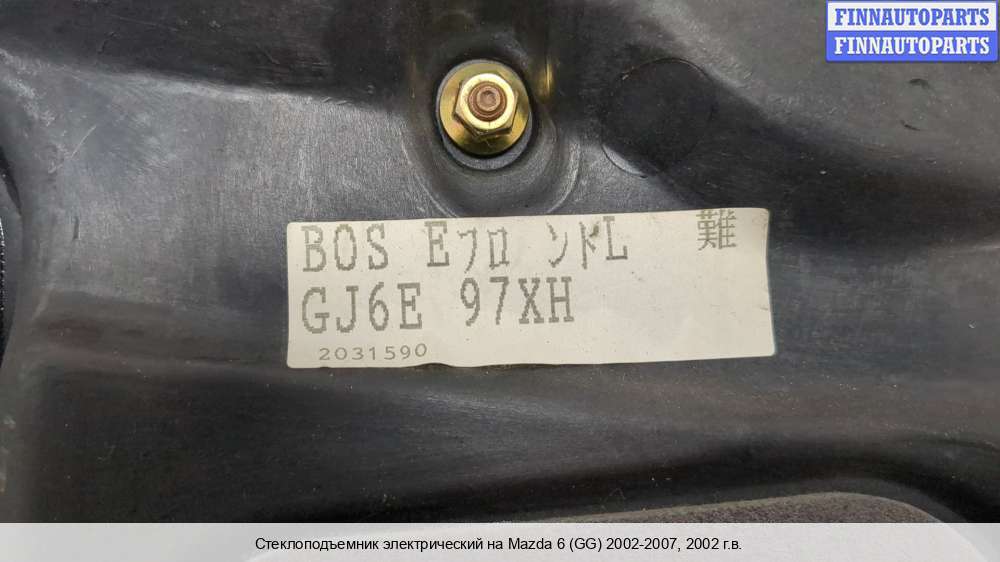 FINNAUTOPARTS
FINNAUTOPARTS
BOS Eフロ ンドL 難
GJ6E 97XH
2031590
Стеклоподъемник электрический на Mazda 6 (GG) 2002-2007, 2002 г.в.